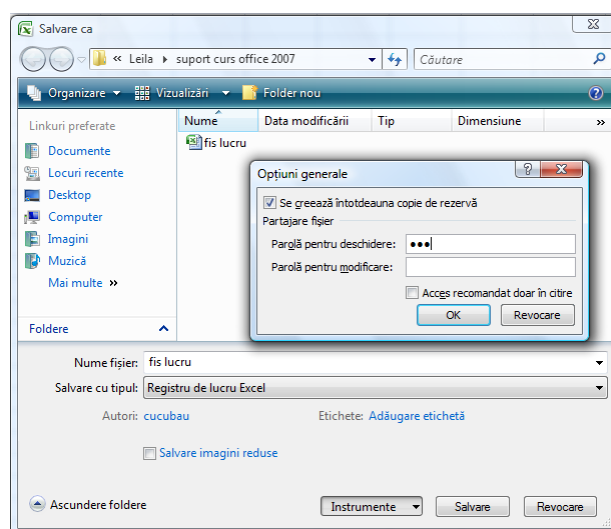 Salvare ca
« Leila ▸ suport curs office 2007
Căutare
Organizare Vizualizări Folder nou
Linkuri preferate
Nume Data modificării Tip Dimensiune »
Documente
Locuri recente
Desktop
Computer
Imagini
Muzică
Mai multe »
Foldere
fis lucru
Opțiuni generale
Se creează întotdeauna copie de rezervă
Partajare fișier
Parolă pentru deschidere: •••
Parolă pentru modificare:
Acces recomandat doar în citire
OK Revocare
Nume fișier: fis lucru
Salvare cu tipul: Registru de lucru Excel
Autori: cucubau Etichete: Adăugare etichetă
Salvare imagini reduse
Ascundere foldere Instrumente Salvare Revocare